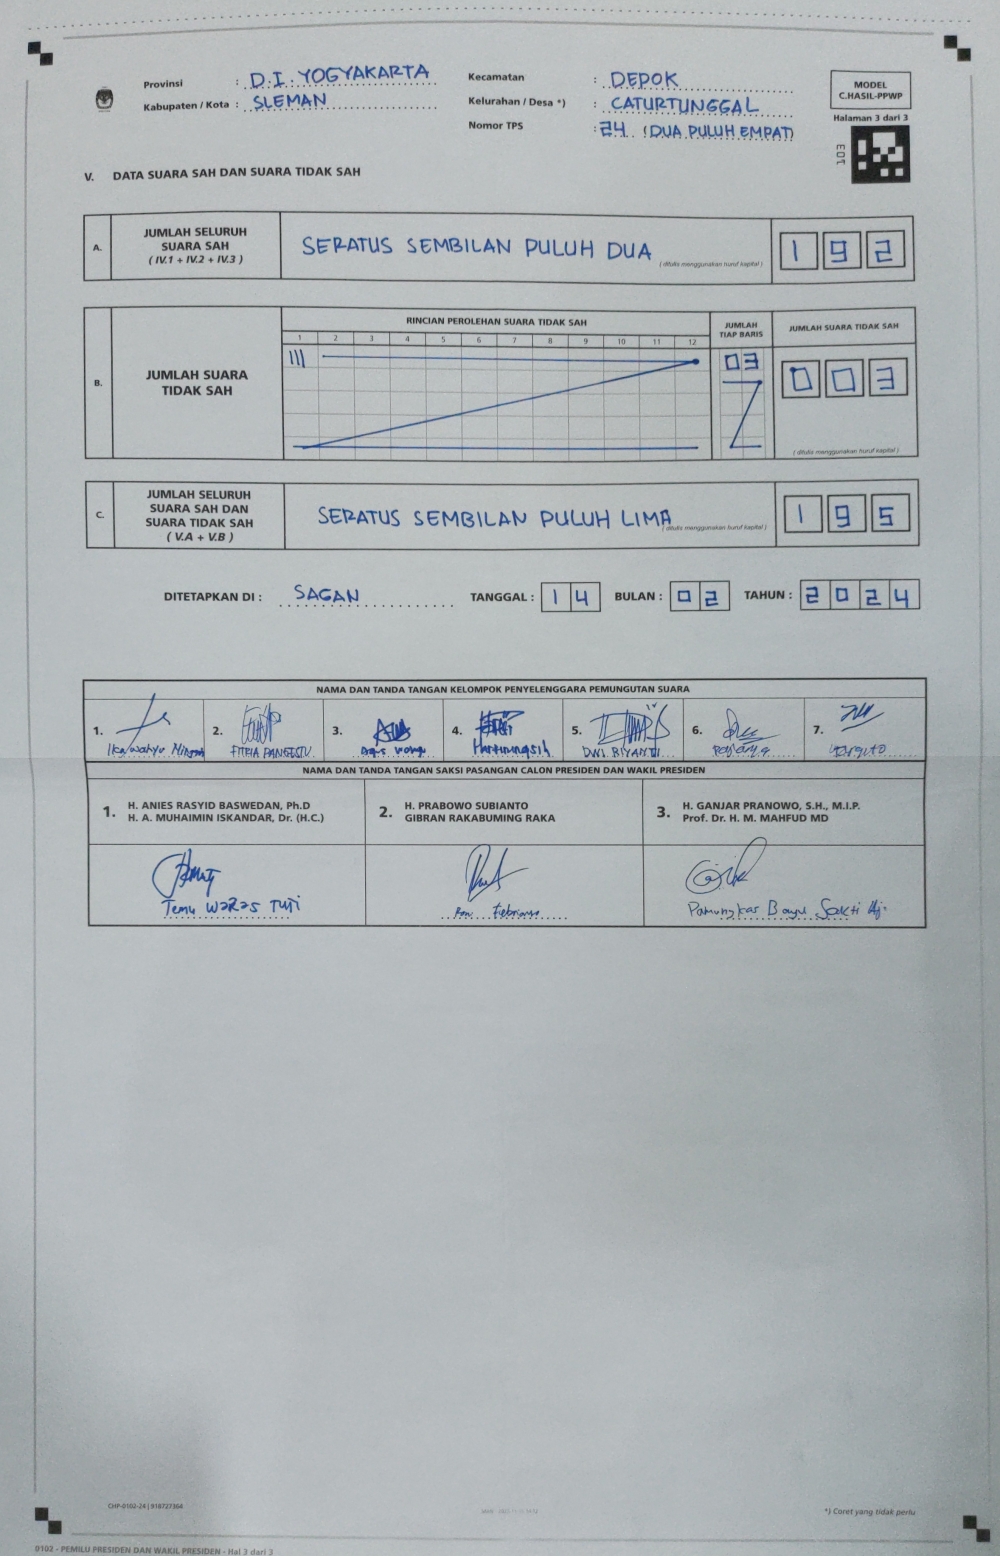 Provinsi : D.I. YOGYAKARTA
Kabupaten / Kota : SLEMAN
Kecamatan : DEPOK
Kelurahan / Desa *) : CATURTUNGGAL
Nomor TPS : 24 (DUA PULUH EMPAT)
MODEL
C.HASIL-PPWP
Halaman 3 dari 3
103
V. DATA SUARA SAH DAN SUARA TIDAK SAH
A. JUMLAH SELURUH
SUARA SAH
( IV.1 + IV.2 + IV.3 )
SERATUS SEMBILAN PULUH DUA
( ditulis menggunakan huruf kapital )
1 9 2
B. JUMLAH SUARA
TIDAK SAH
RINCIAN PEROLEHAN SUARA TIDAK SAH
1 2 3 4 5 6 7 8 9 10 11 12
III
JUMLAH
TIAP BARIS
03
JUMLAH SUARA TIDAK SAH
0 0 3
( ditulis menggunakan huruf kapital )
C. JUMLAH SELURUH
SUARA SAH DAN
SUARA TIDAK SAH
( V.A + V.B )
SERATUS SEMBILAN PULUH LIMA
( ditulis menggunakan huruf kapital )
1 9 5
DITETAPKAN DI : SAGAN TANGGAL : 1 4 BULAN : 0 2 TAHUN : 2 0 2 4
NAMA DAN TANDA TANGAN KELOMPOK PENYELENGGARA PEMUNGUTAN SUARA
1. 2. 3. 4. 5. 6. 7.
Ika Wahyu FITRIA PANGESTU Hartiningsih DWI RIYANTI
NAMA DAN TANDA TANGAN SAKSI PASANGAN CALON PRESIDEN DAN WAKIL PRESIDEN
1. H. ANIES RASYID BASWEDAN, Ph.D
H. A. MUHAIMIN ISKANDAR, Dr. (H.C.)
2. H. PRABOWO SUBIANTO
GIBRAN RAKABUMING RAKA
3. H. GANJAR PRANOWO, S.H., M.I.P.
Prof. Dr. H. M. MAHFUD MD
Temu Waras Tuti
Febrianso
Pamungkas Bayu Sakti Aji
CHP-0102-24 | 918727364
*) Coret yang tidak perlu
0102 - PEMILU PRESIDEN DAN WAKIL PRESIDEN - Hal 3 dari 3